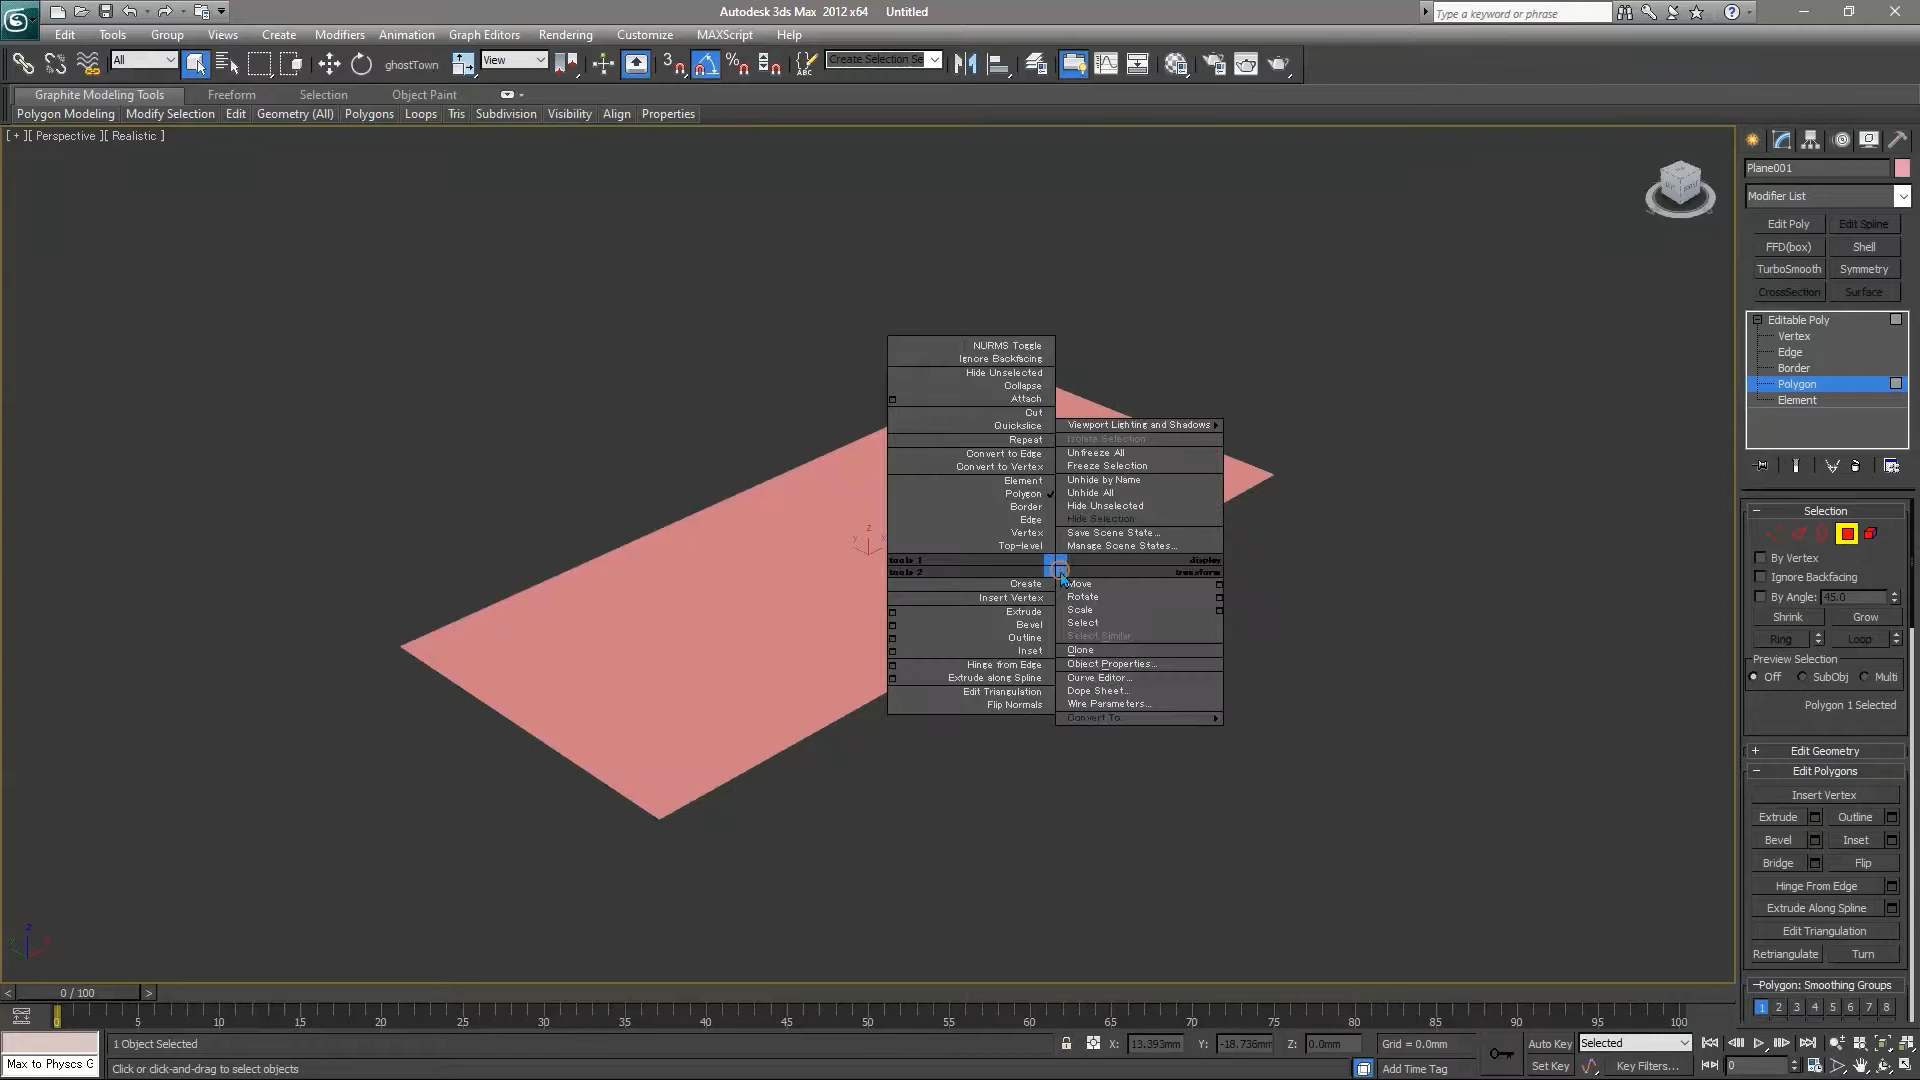 Autodesk 3ds Max 2012 x64 Untitled
Type a keyword or phrase
Edit Tools Group Views Create Modifiers Animation Graph Editors Rendering Customize MAXScript Help
All
ghostTown
View
3
Create Selection Se
Graphite Modeling Tools Freeform Selection Object Paint
Polygon Modeling Modify Selection Edit Geometry (All) Polygons Loops Tris Subdivision Visibility Align Properties
[ + ][ Perspective ][ Realistic ]
Plane001
Modifier List
Edit Poly Edit Spline
FFD(box) Shell
TurboSmooth Symmetry
CrossSection Surface
Editable Poly
Vertex
Edge
Border
Polygon
Element
NURMS Toggle
Ignore Backfacing
Hide Unselected
Collapse
Attach
Cut
Quickslice
Repeat
Convert to Edge
Convert to Vertex
Element
Polygon
Border
Edge
Vertex
Top-level
tools 1
tools 2
Create
Insert Vertex
Extrude
Bevel
Outline
Inset
Hinge from Edge
Extrude along Spline
Edit Triangulation
Flip Normals
Viewport Lighting and Shadows
Isolate Selection
Unfreeze All
Freeze Selection
Unhide by Name
Unhide All
Hide Unselected
Hide Selection
Save Scene State...
Manage Scene States...
display
transform
Move
Rotate
Scale
Select
Select Similar
Clone
Object Properties...
Curve Editor...
Dope Sheet...
Wire Parameters...
Convert To:
Selection
By Vertex
Ignore Backfacing
By Angle: 45.0
Shrink Grow
Ring Loop
Preview Selection
Off SubObj Multi
Polygon 1 Selected
Edit Geometry
Edit Polygons
Insert Vertex
Extrude Outline
Bevel Inset
Bridge Flip
Hinge From Edge
Extrude Along Spline
Edit Triangulation
Retriangulate Turn
Polygon: Smoothing Groups
1 2 3 4 5 6 7 8
z
x
y
< 0 / 100 >
5 10 15 20 25 30 35 40 45 50 55 60 65 70 75 80 85 90 95 100
1 Object Selected
X: 13.393mm Y: -18.736mm Z: 0.0mm Grid = 0.0mm
Auto Key Selected
Max to Physcs C
Click or click-and-drag to select objects
Add Time Tag
Set Key Key Filters... 0